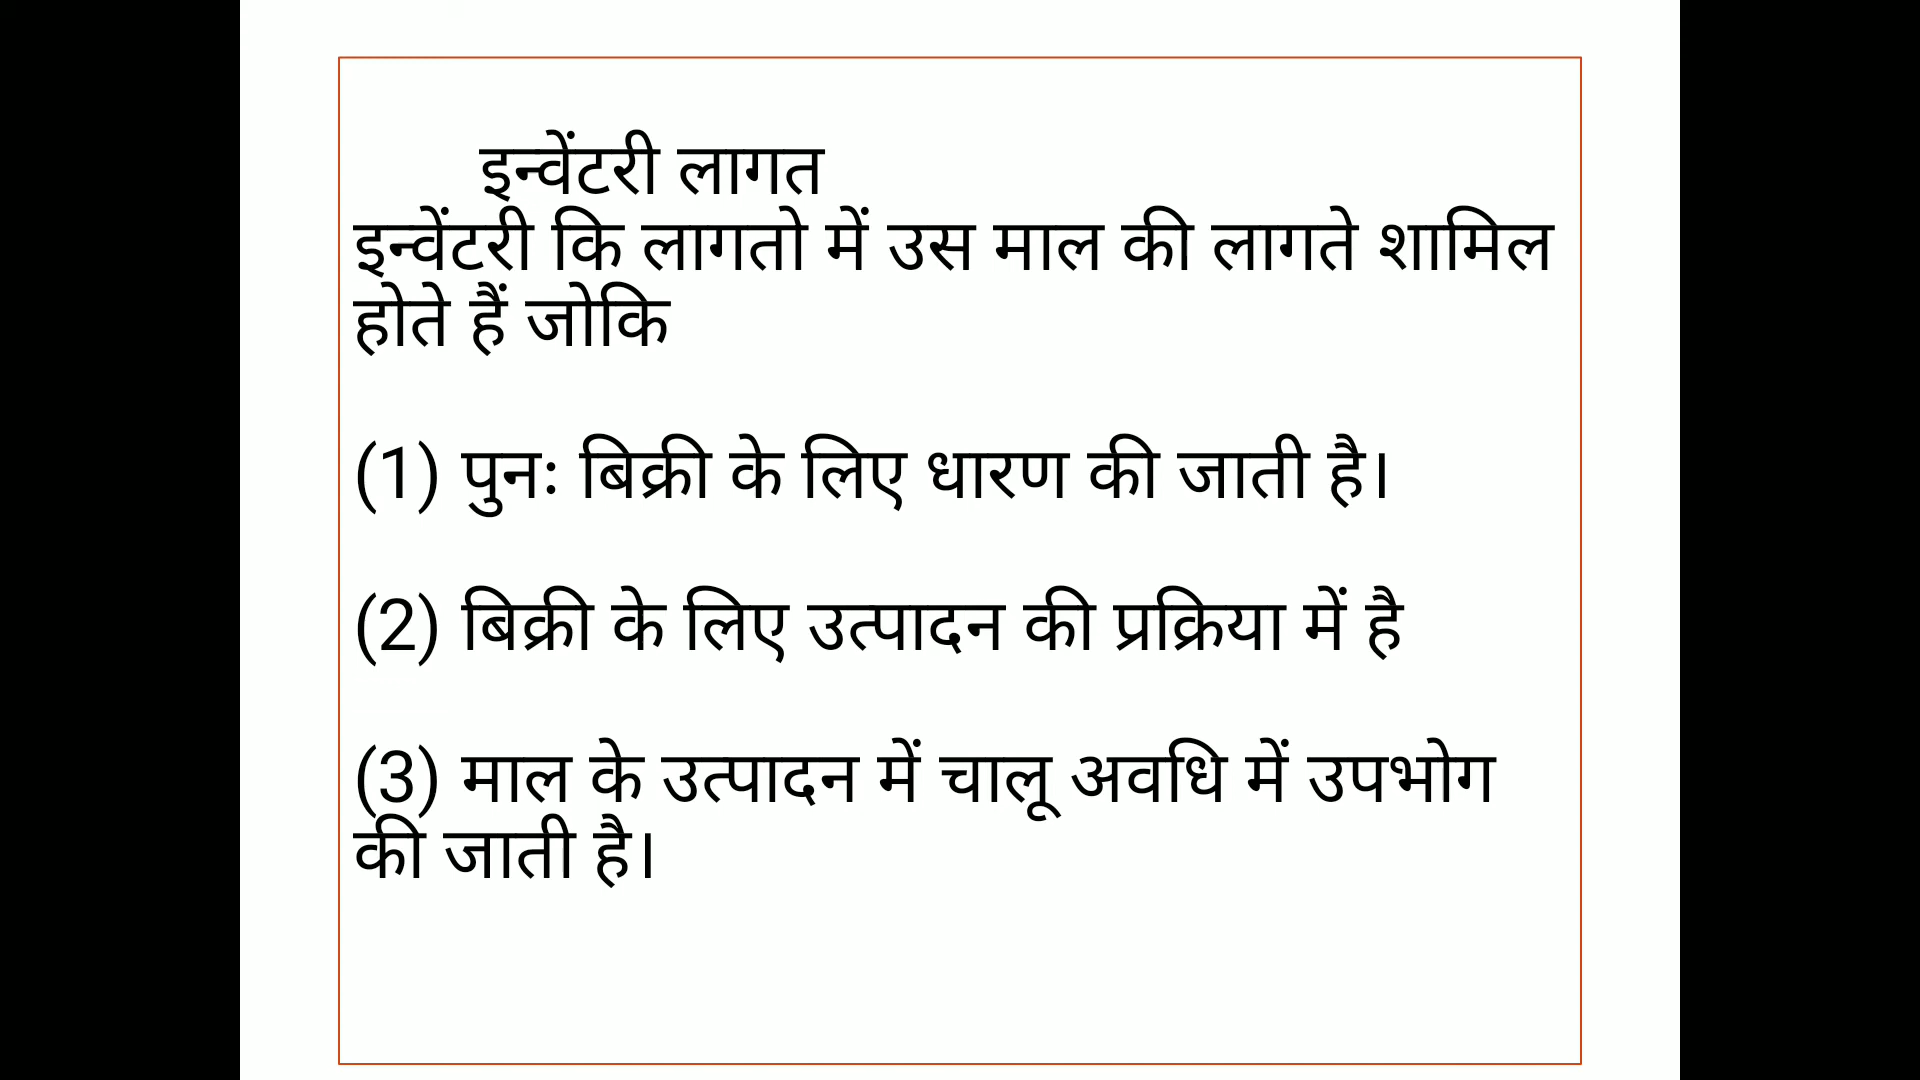 इन्वेंटरी लागत
इन्वेंटरी कि लागतो में उस माल की लागते शामिल
होते हैं जोकि
(1) पुनः बिक्री के लिए धारण की जाती है।
(2) बिक्री के लिए उत्पादन की प्रक्रिया में है
(3) माल के उत्पादन में चालू अवधि में उपभोग
की जाती है।